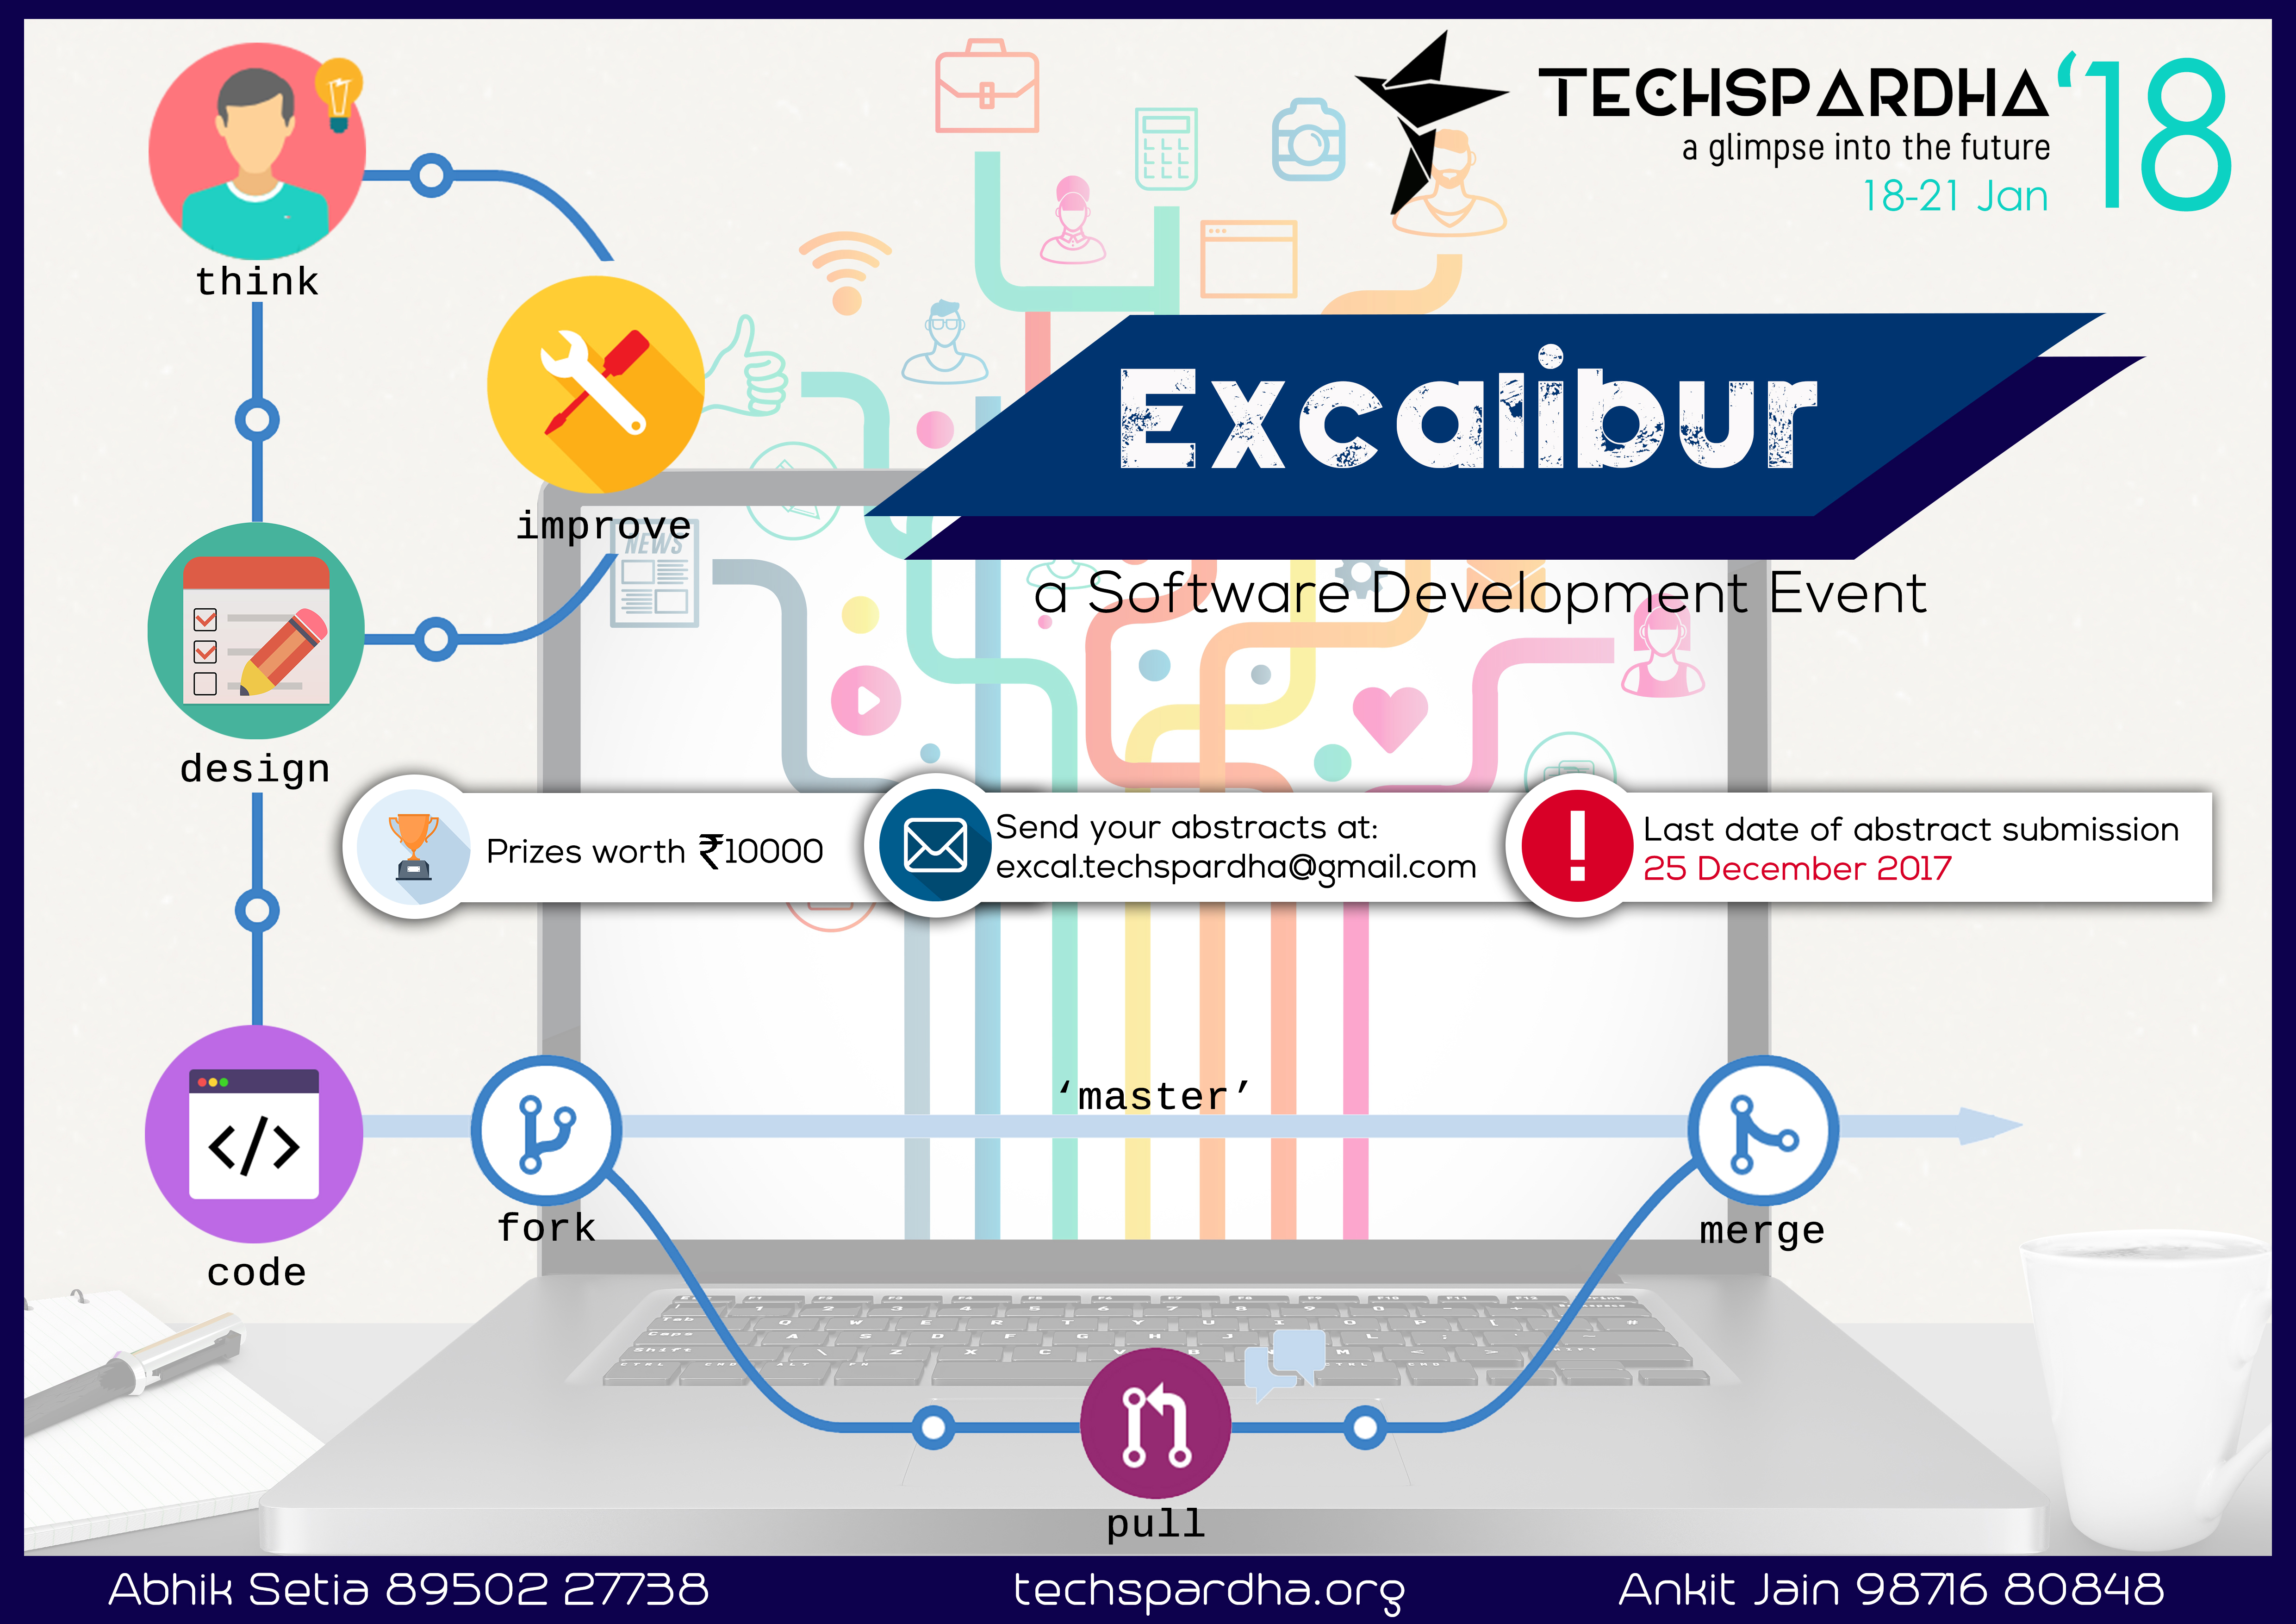 TECHSPARDHA ‘18
a glimpse into the future
18-21 Jan
think
improve
NEWS
Excalibur
a Software Development Event
design
Prizes worth ₹10000
Send your abstracts at:
excal.techspardha@gmail.com
Last date of abstract submission
25 December 2017
‘master’
fork
merge
code
pull
Abhik Setia 89502 27738
techspardha.org
Ankit Jain 98716 80848